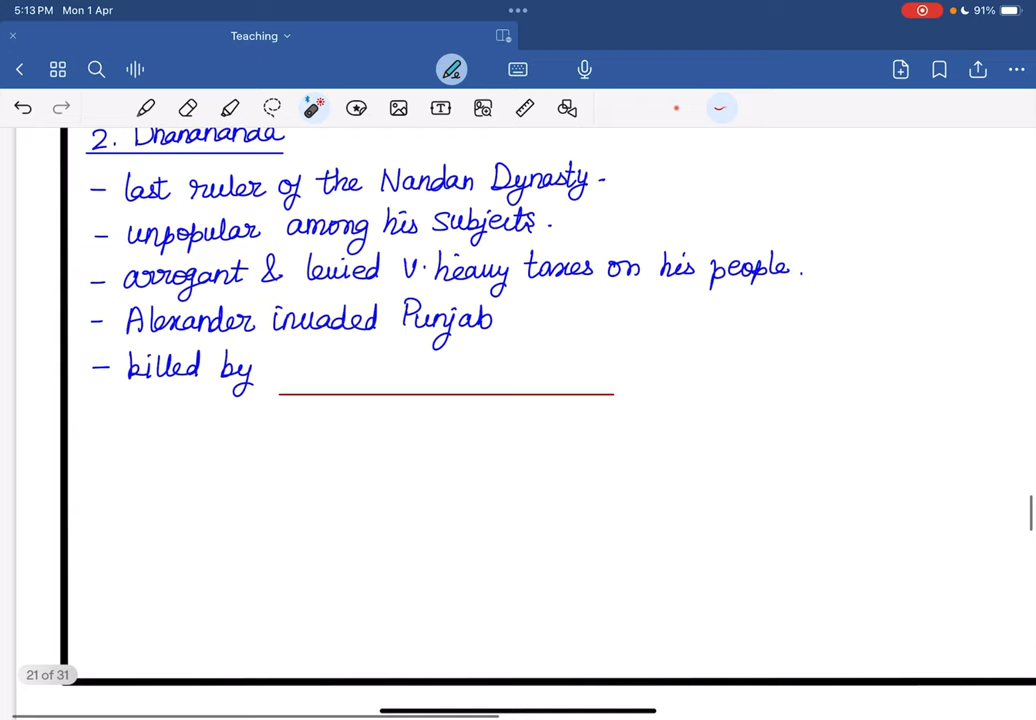 5:13 PM Mon 1 Apr
91%
Teaching
2. Dhanananda
- last ruler of the Nandan Dynasty.
- unpopular among his subjects.
- arrogant & levied v. heavy taxes on his people.
- Alexander invaded Punjab
- killed by
21 of 31